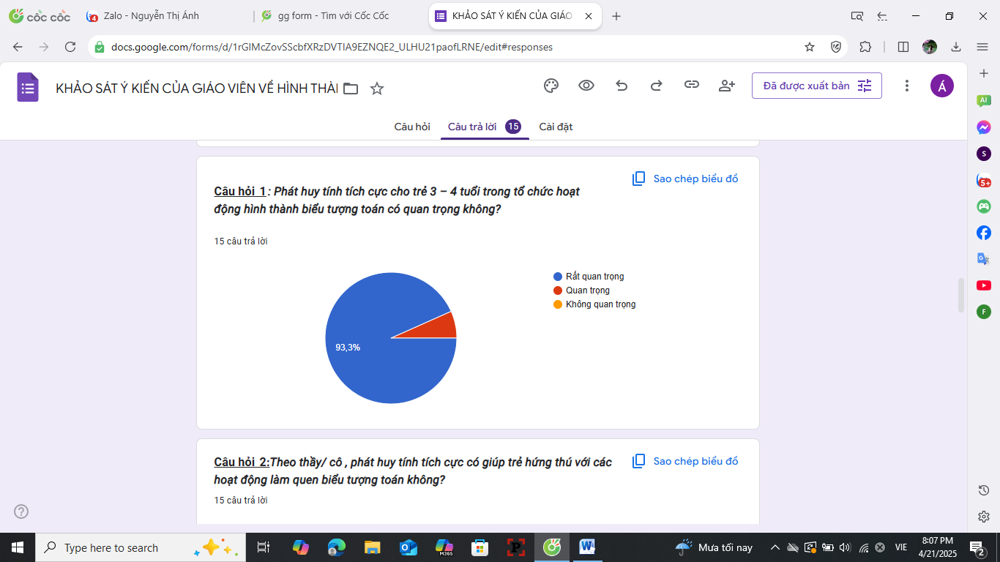 cốc cốc
4
Zalo - Nguyễn Thị Ánh
gg form - Tìm với Cốc Cốc
KHẢO SÁT Ý KIẾN CỦA GIÁO
docs.google.com/forms/d/1rGIMcZovSScbfXRzDVTIA9EZNQE2_ULHU21paofLRNE/edit#responses
KHẢO SÁT Ý KIẾN CỦA GIÁO VIÊN VỀ HÌNH THÀN
Đã được xuất bản
Á
Câu hỏi
Câu trả lời 15
Cài đặt
AI
S
5+
F
Câu hỏi 1: Phát huy tính tích cực cho trẻ 3 – 4 tuổi trong tổ chức hoạt
động hình thành biểu tượng toán có quan trọng không?
Sao chép biểu đồ
15 câu trả lời
Rất quan trọng
Quan trọng
Không quan trọng
93,3%
Câu hỏi 2:Theo thầy/ cô , phát huy tính tích cực có giúp trẻ hứng thú với các
hoạt động làm quen biểu tượng toán không?
Sao chép biểu đồ
15 câu trả lời
Type here to search
M365
P
W
Mưa tối nay
VIE
8:07 PM
4/21/2025
2